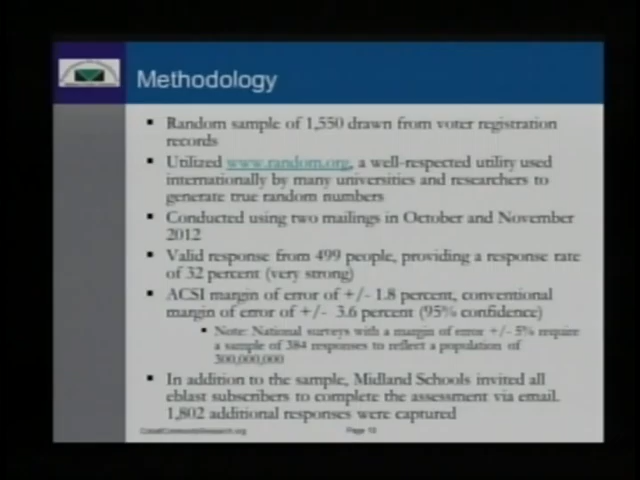 Methodology
Random sample of 1,550 drawn from voter registration
records
Utilized www.random.org, a well-respected utility used
internationally by many universities and researchers to
generate true random numbers
Conducted using two mailings in October and November
2012
Valid response from 499 people, providing a response rate
of 32 percent (very strong)
ACSI margin of error of +/- 1.8 percent, conventional
margin of error of +/- 3.6 percent (95% confidence)
Note: National surveys with a margin of error +/- 5% require
a sample of 384 responses to reflect a population of
300,000,000
In addition to the sample, Midland Schools invited all
eblast subscribers to complete the assessment via email.
1,802 additional responses were captured
CobaltCommunityResearch.org Page 10